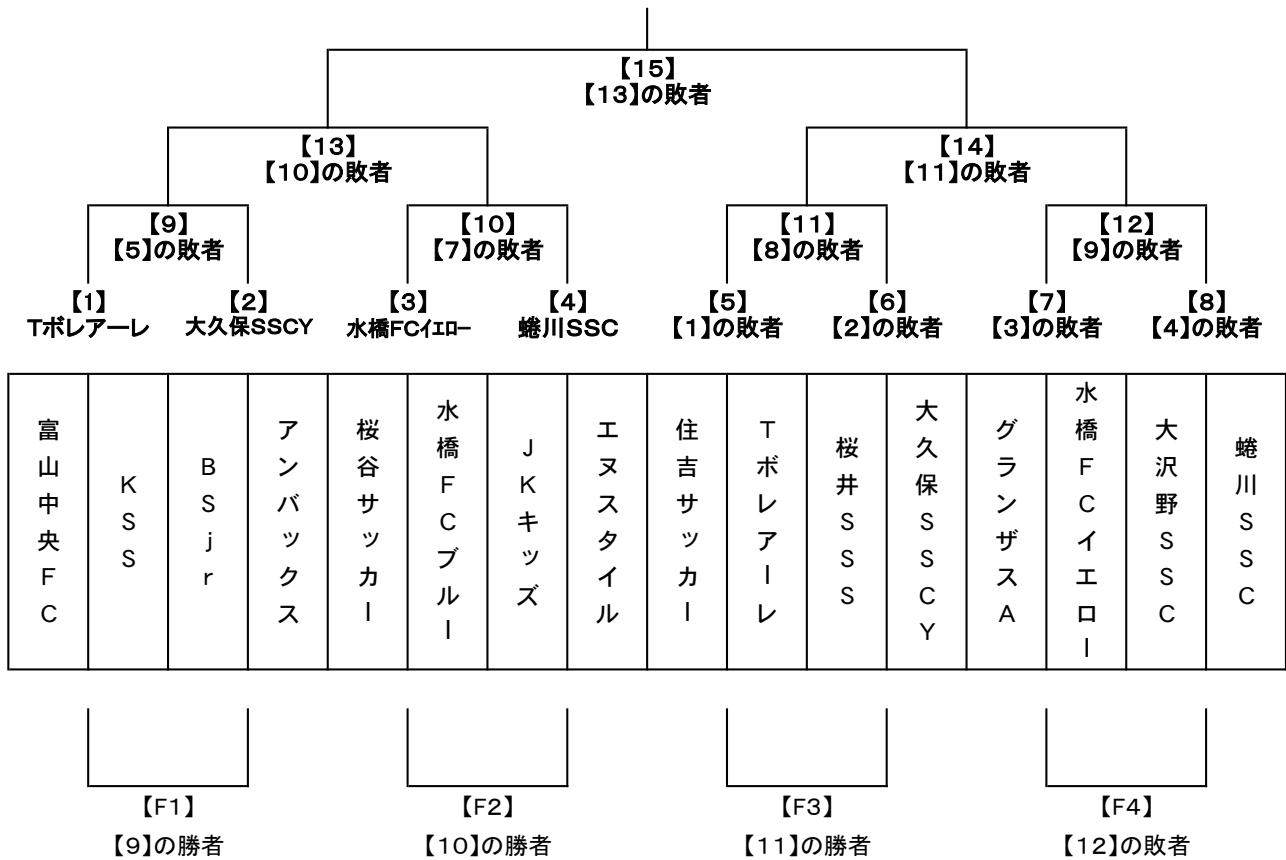 【15】
【13】の敗者
【13】
【10】の敗者
【14】
【11】の敗者
【9】
【5】の敗者
【10】
【7】の敗者
【11】
【8】の敗者
【12】
【9】の敗者
【1】
Tボレアーレ
【2】
大久保SSCY
【3】
水橋FCイエロー
【4】
蜷川SSC
【5】
【1】の敗者
【6】
【2】の敗者
【7】
【3】の敗者
【8】
【4】の敗者
富山中央FC
KSS
BSjr
アンバックス
桜谷サッカー
水橋FCブルー
JKキッズ
エヌスタイル
住吉サッカー
Tボレアーレ
桜井SSS
大久保SSCY
グランザスA
水橋FCイエロー
大沢野SSC
蜷川SSC
【F1】
【9】の勝者
【F2】
【10】の勝者
【F3】
【11】の勝者
【F4】
【12】の敗者